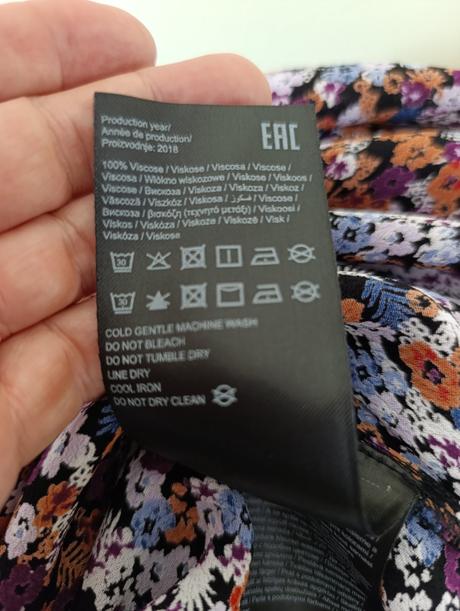 Production year/
Année de production/
Proizvodnje: 2018
EAC
100% Viscose / Viskose / Viscosa / Viscose /
Viscosa / Włókno wiskozowe / Viskose / Viskoos /
Viscose / Вискоза / Viskoza / Viskoza / Viskoz /
Vâscoză / Viszkóz / Viskóza / فسكوز / Viscose /
Вискоза / βισκόζη (τεχνητό μετάξι) / Viskoosi /
Viskos / Viskóza / Viskoza / Viskose / Visk /
Viskóza / Viskose
30
30
COLD GENTLE MACHINE WASH
DO NOT BLEACH
DO NOT TUMBLE DRY
LINE DRY
COOL IRON
DO NOT DRY CLEAN